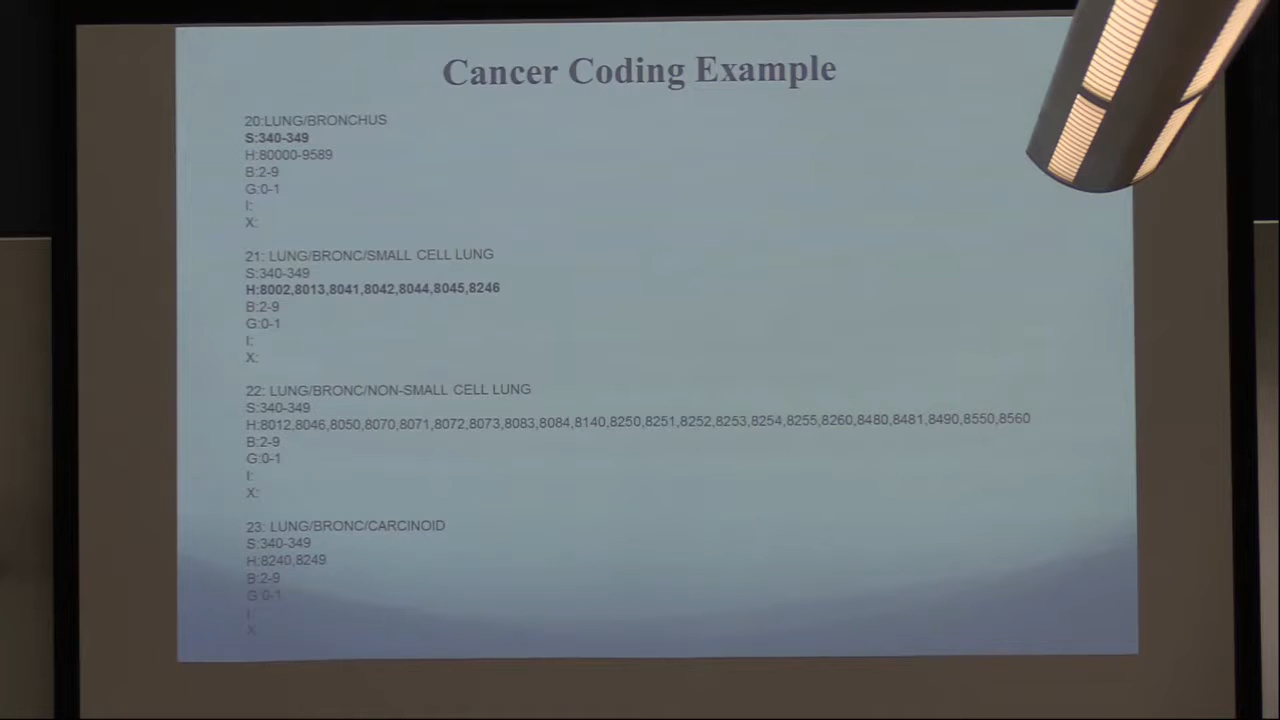 Cancer Coding Example
20:LUNG/BRONCHUS
S:340-349
H:80000-9589
B:2-9
G:0-1
I:
X:
21: LUNG/BRONC/SMALL CELL LUNG
S:340-349
H:8002,8013,8041,8042,8044,8045,8246
B:2-9
G:0-1
I:
X:
22: LUNG/BRONC/NON-SMALL CELL LUNG
S:340-349
H:8012,8046,8050,8070,8071,8072,8073,8083,8084,8140,8250,8251,8252,8253,8254,8255,8260,8480,8481,8490,8550,8560
B:2-9
G:0-1
I:
X:
23: LUNG/BRONC/CARCINOID
S:340-349
H:8240,8249
B:2-9
G:0-1
I:
X: